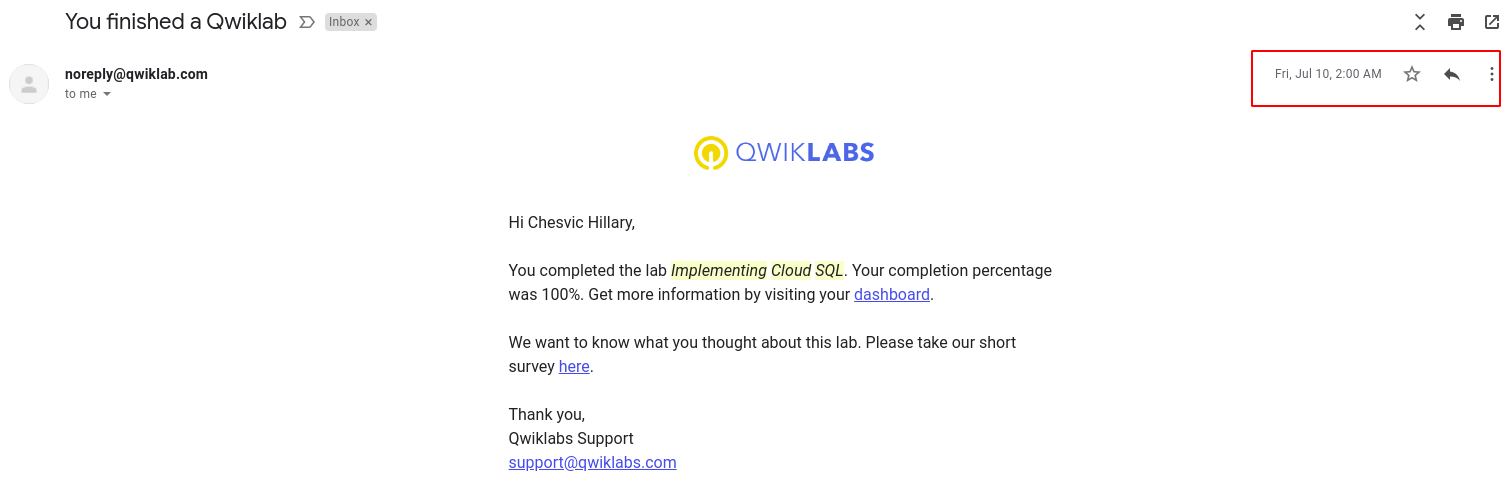 You finished a Qwiklab Inbox ×
noreply@qwiklab.com
Fri, Jul 10, 2:00 AM
to me
QWIKLABS
Hi Chesvic Hillary,
You completed the lab Implementing Cloud SQL. Your completion percentage
was 100%. Get more information by visiting your dashboard.
We want to know what you thought about this lab. Please take our short
survey here.
Thank you,
Qwiklabs Support
support@qwiklabs.com